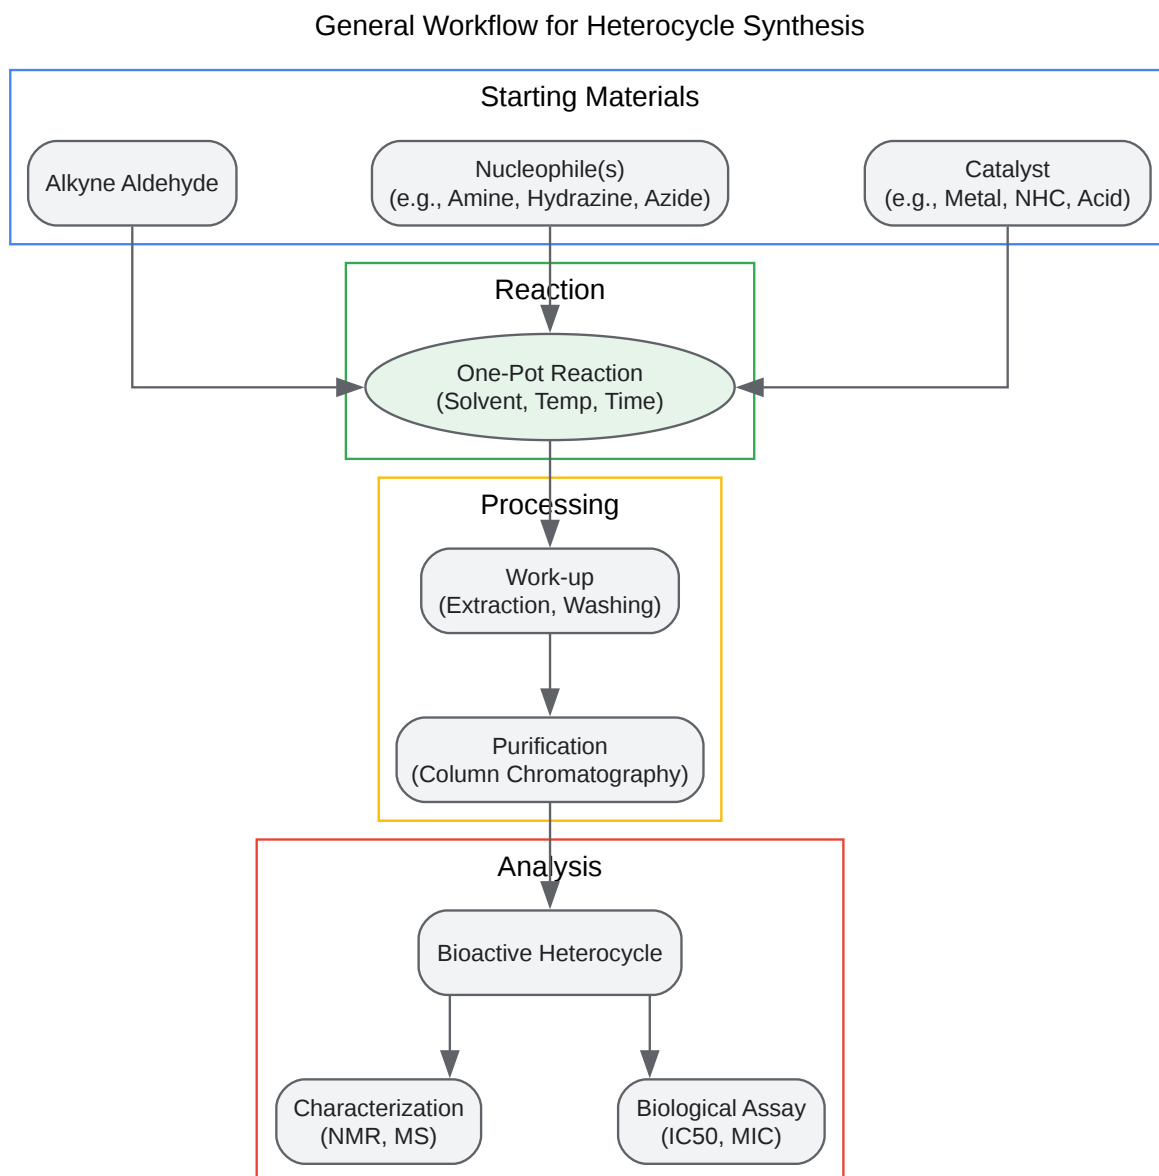 General Workflow for Heterocycle Synthesis
Starting Materials
Alkyne Aldehyde
Nucleophile(s)
(e.g., Amine, Hydrazine, Azide)
Catalyst
(e.g., Metal, NHC, Acid)
Reaction
One-Pot Reaction
(Solvent, Temp, Time)
Processing
Work-up
(Extraction, Washing)
Purification
(Column Chromatography)
Analysis
Bioactive Heterocycle
Characterization
(NMR, MS)
Biological Assay
(IC50, MIC)